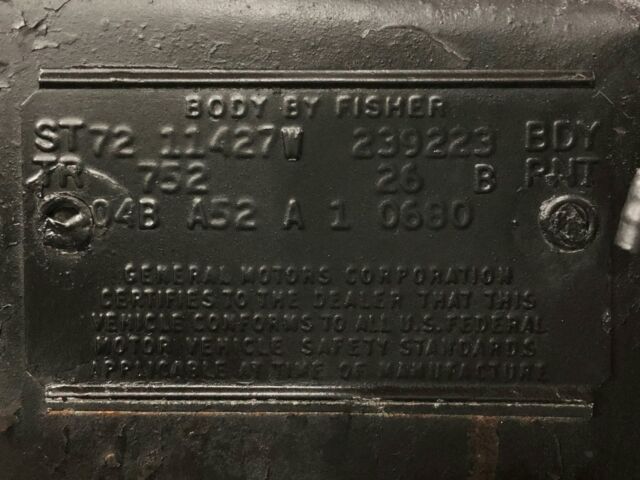 BODY BY FISHER
ST72 11427W 239223 BDY
TR 752 26 B PNT
04B A52 A 1 0680
GENERAL MOTORS CORPORATION
CERTIFIES TO THE DEALER THAT THIS
VEHICLE CONFORMS TO ALL U.S. FEDERAL
MOTOR VEHICLE SAFETY STANDARDS
APPLICABLE AT TIME OF MANUFACTURE